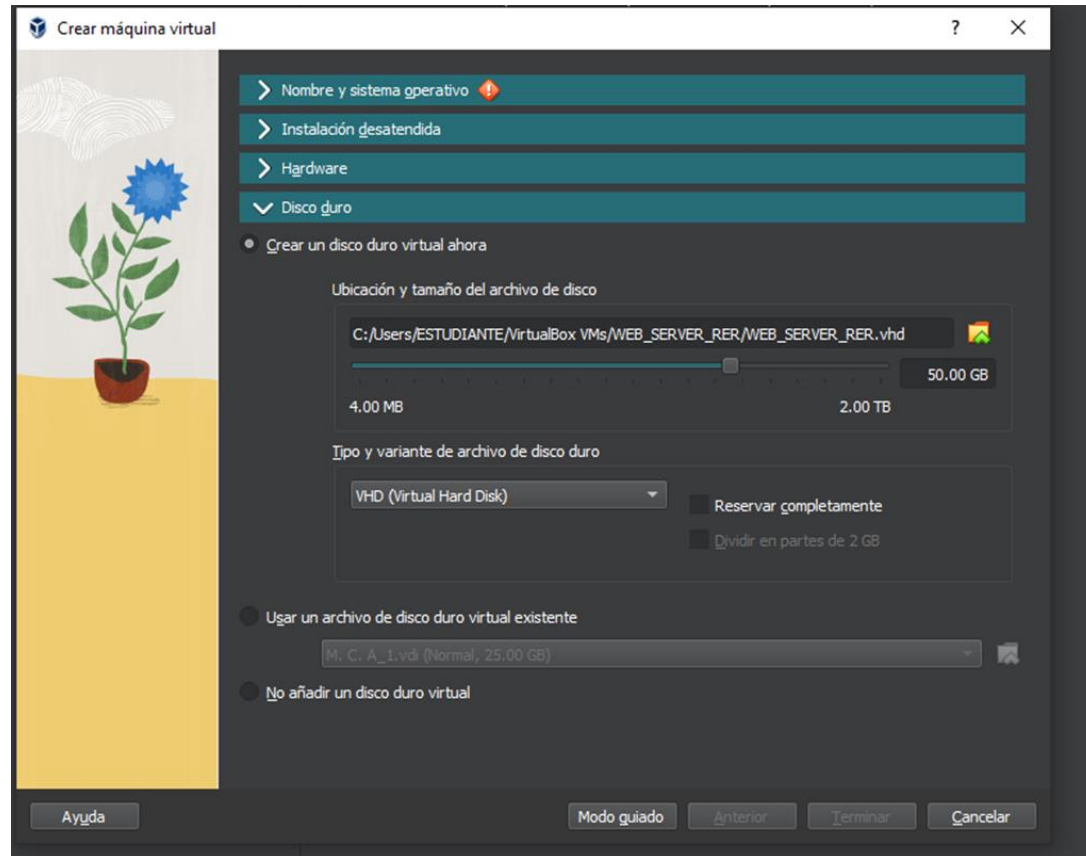 Crear máquina virtual
?
Nombre y sistema operativo
Instalación desatendida
Hardware
Disco duro
Crear un disco duro virtual ahora
Ubicación y tamaño del archivo de disco
C:/Users/ESTUDIANTE/VirtualBox VMs/WEB_SERVER_RER/WEB_SERVER_RER.vhd
50.00 GB
4.00 MB 2.00 TB
Tipo y variante de archivo de disco duro
VHD (Virtual Hard Disk)
Reservar completamente
Dividir en partes de 2 GB
Usar un archivo de disco duro virtual existente
M. C. A_1.vdi (Normal, 25.00 GB)
No añadir un disco duro virtual
Ayuda Modo guiado Anterior Terminar Cancelar